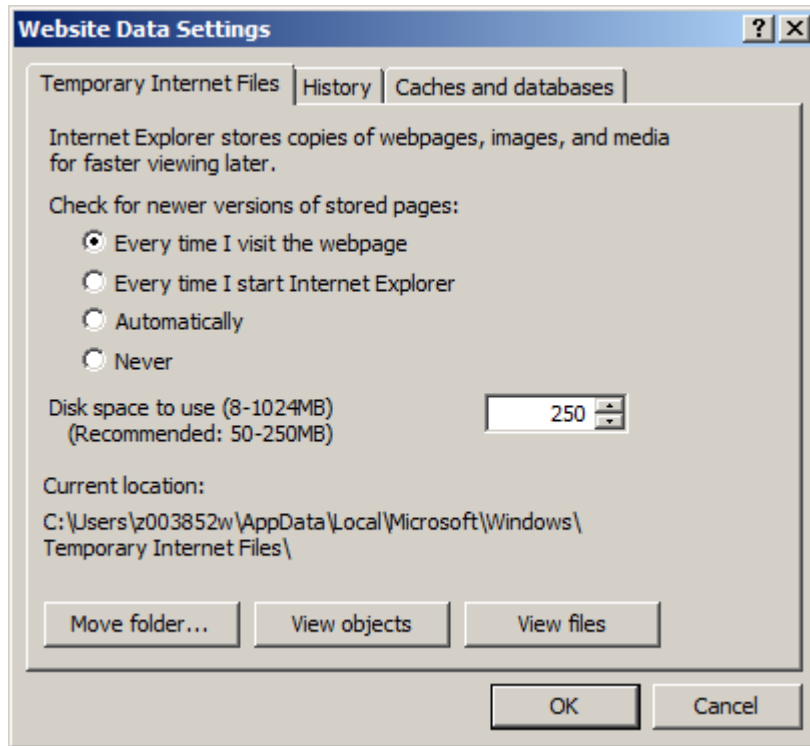 Website Data Settings
Temporary Internet Files
History
Caches and databases
Internet Explorer stores copies of webpages, images, and media
for faster viewing later.
Check for newer versions of stored pages:
Every time I visit the webpage
Every time I start Internet Explorer
Automatically
Never
Disk space to use (8-1024MB)
(Recommended: 50-250MB)
250
Current location:
C:\Users\z003852w\AppData\Local\Microsoft\Windows\
Temporary Internet Files\
Move folder...
View objects
View files
OK
Cancel